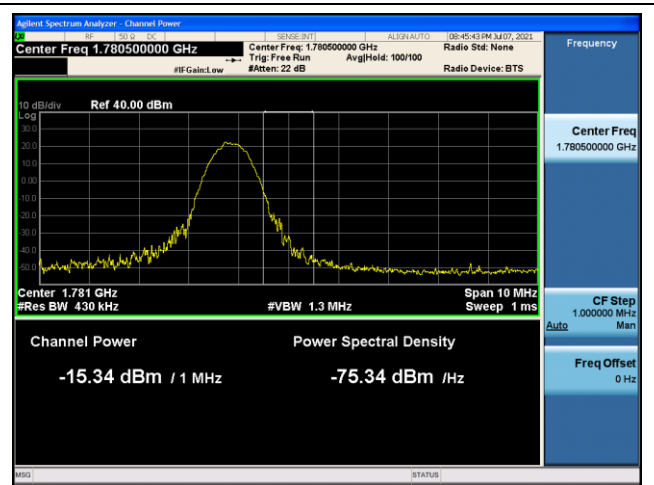 Agilent Spectrum Analyzer - Channel Power
RF 50 Ω DC SENSE:INT ALIGNAUTO 08:45:43 PM Jul 07, 2021
Center Freq 1.780500000 GHz
Center Freq: 1.780500000 GHz
Radio Std: None
Trig: Free Run Avg|Hold: 100/100
#IFGain:Low #Atten: 22 dB Radio Device: BTS
10 dB/div Ref 40.00 dBm
Log
30.0
20.0
10.0
0.00
-10.0
-20.0
-30.0
-40.0
-50.0
Center 1.781 GHz Span 10 MHz
#Res BW 430 kHz #VBW 1.3 MHz Sweep 1 ms
Channel Power Power Spectral Density
-15.34 dBm / 1 MHz -75.34 dBm /Hz
MSG STATUS
Frequency
Center Freq
1.780500000 GHz
CF Step
1.000000 MHz
Auto Man
Freq Offset
0 Hz